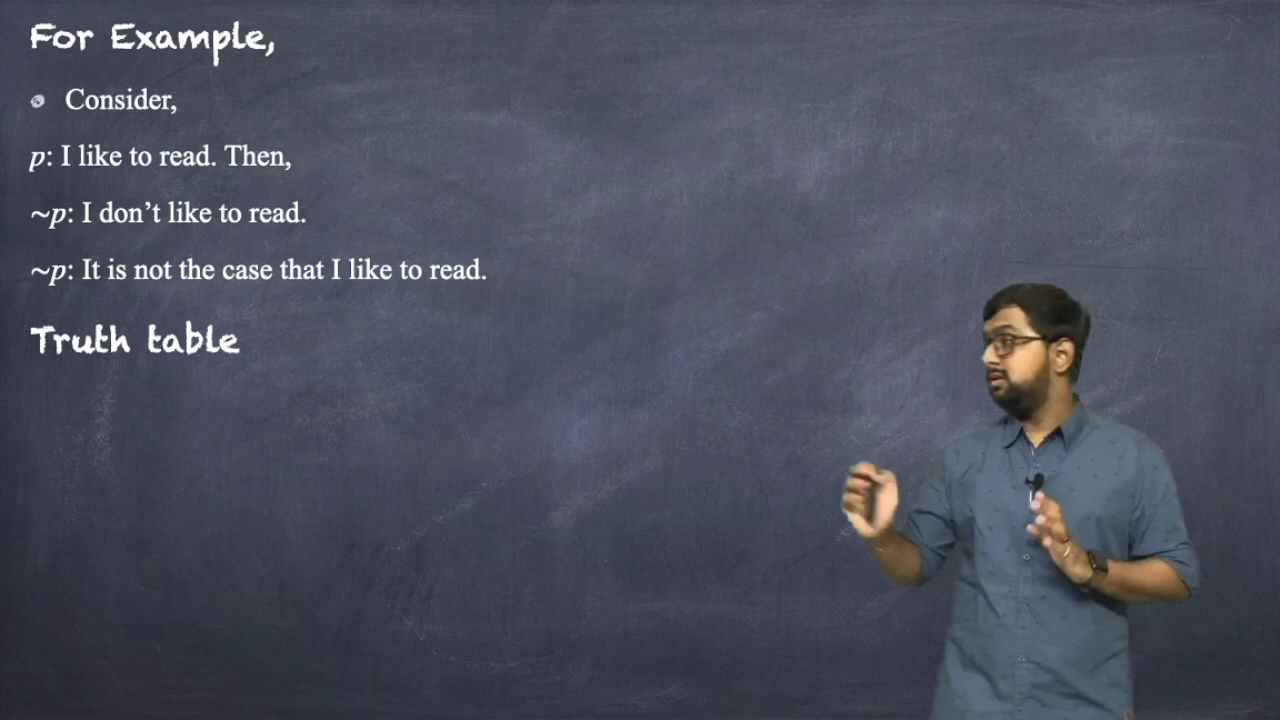 For Example,
Consider,
p: I like to read. Then,
~p: I don’t like to read.
~p: It is not the case that I like to read.
Truth table